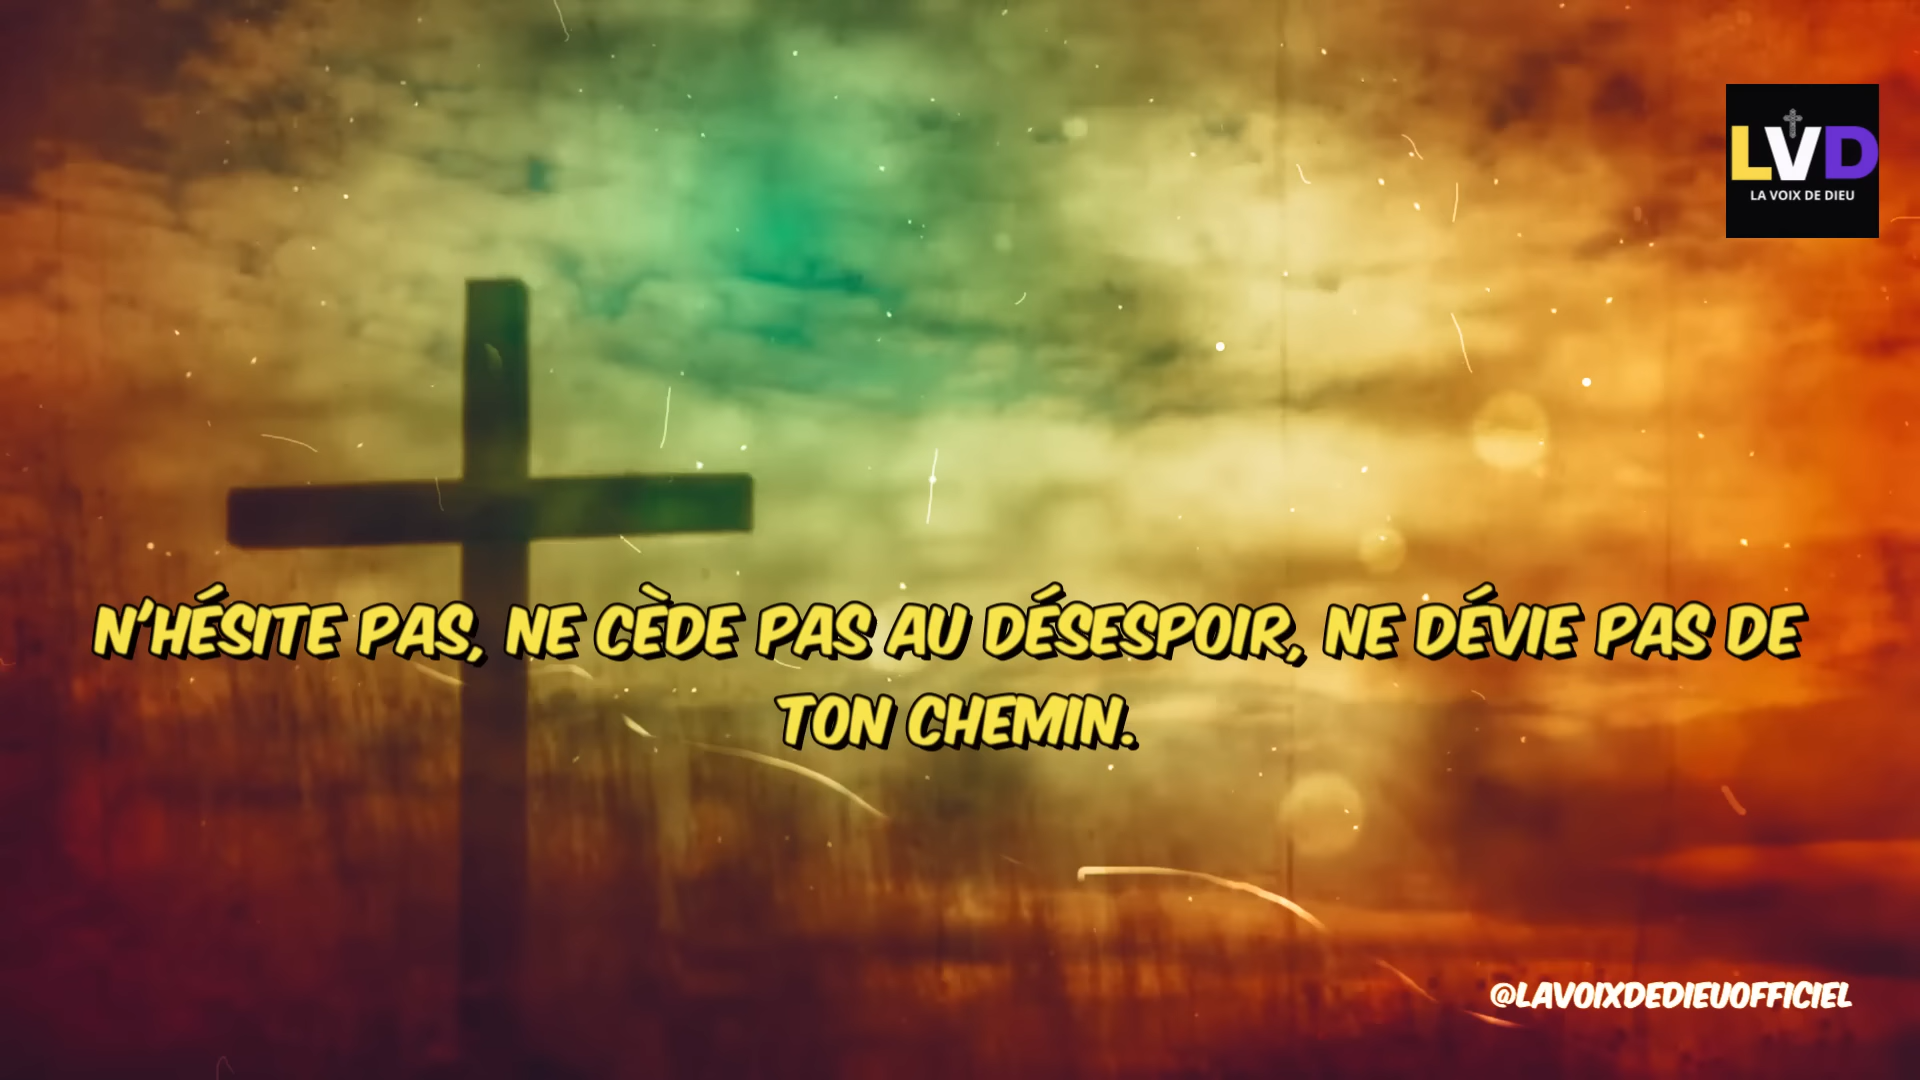 LVD
LA VOIX DE DIEU
N'HÉSITE PAS, NE CÈDE PAS AU DÉSESPOIR, NE DÉVIE PAS DE
TON CHEMIN.
@LAVOIXDEDIEUOFFICIEL